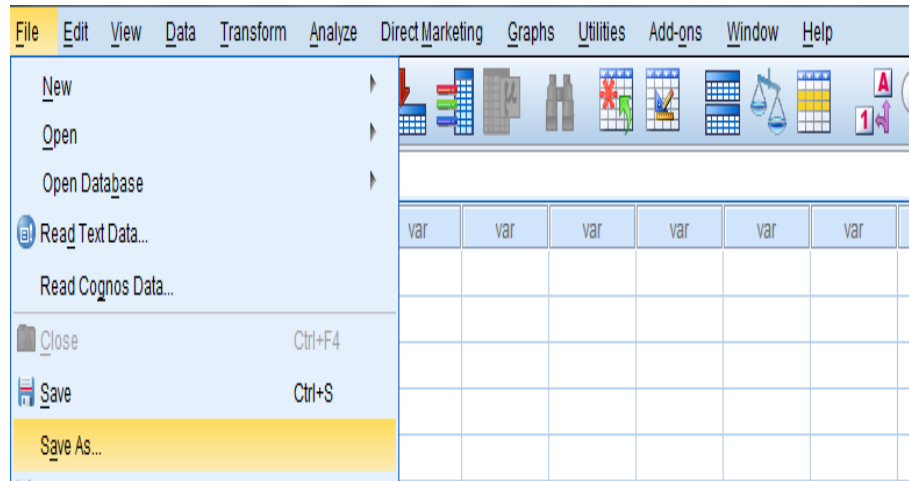 File Edit View Data Transform Analyze Direct Marketing Graphs Utilities Add-ons Window Help
New
Open
Open Database
Read Text Data...
Read Cognos Data...
Close Ctrl+F4
Save Ctrl+S
Save As...
μ
A
1
var var var var var var